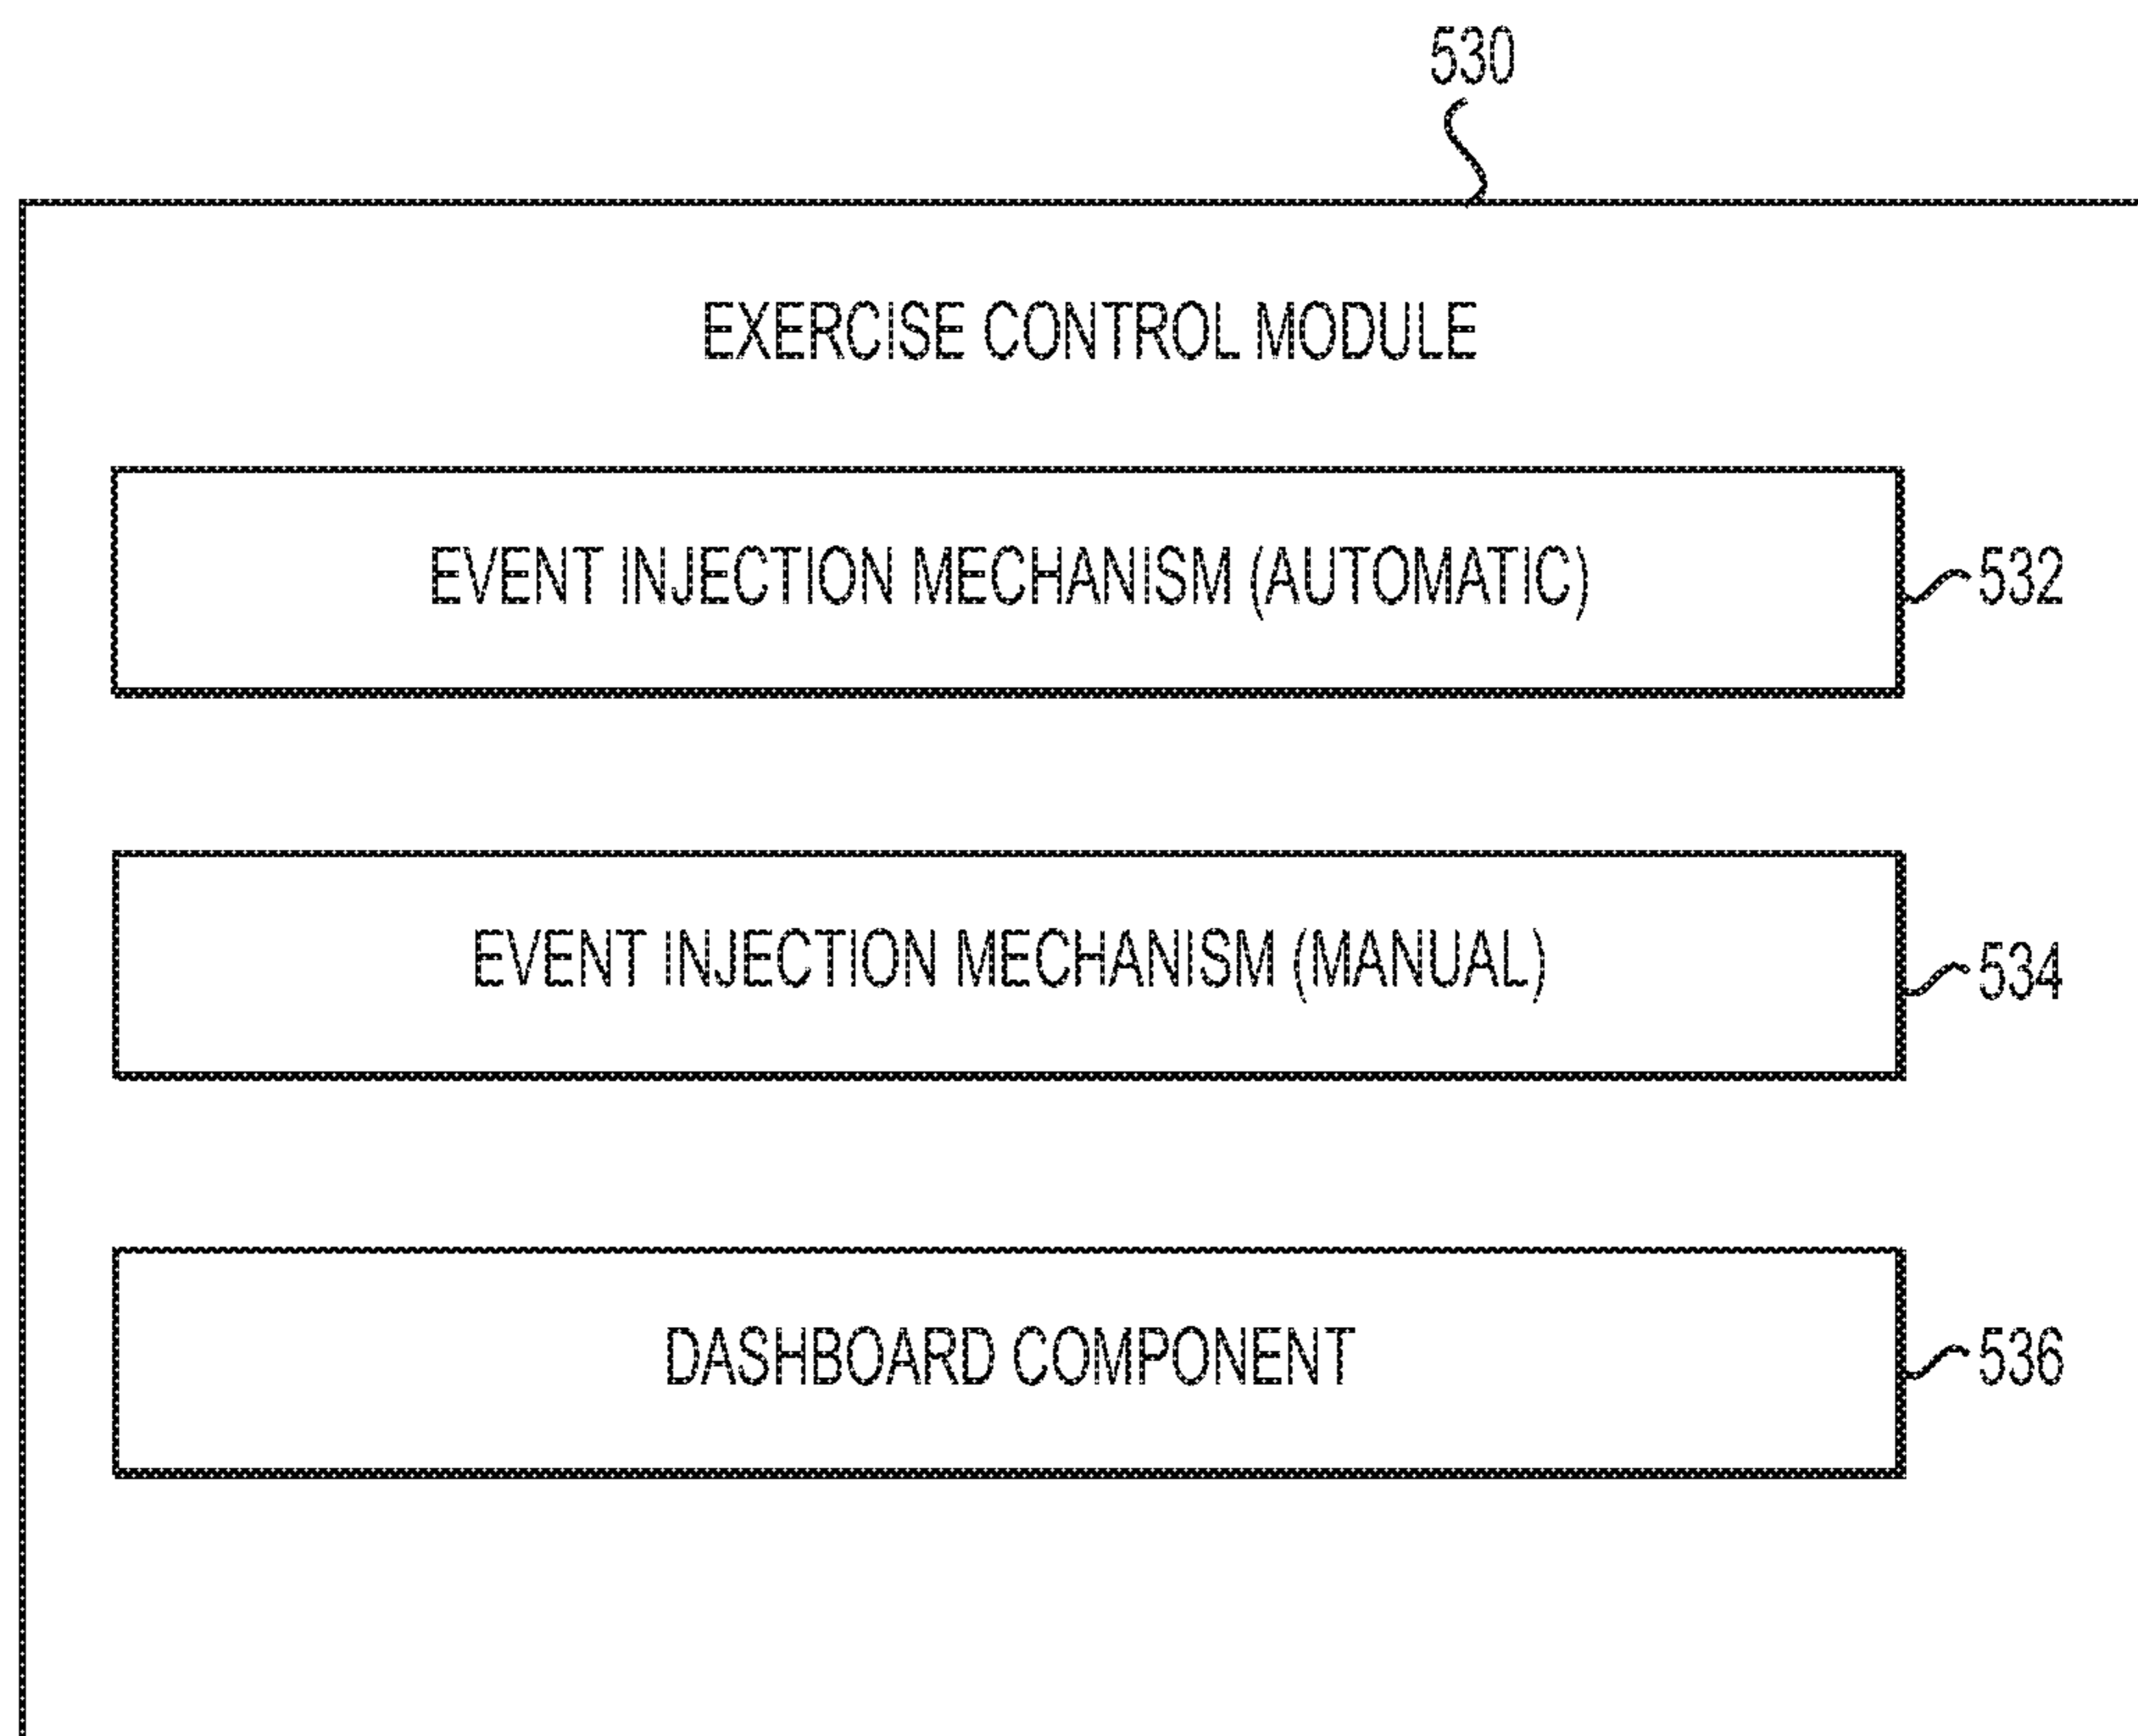 530
EXERCISE CONTROL MODULE
EVENT INJECTION MECHANISM (AUTOMATIC)
532
EVENT INJECTION MECHANISM (MANUAL)
534
DASHBOARD COMPONENT
536